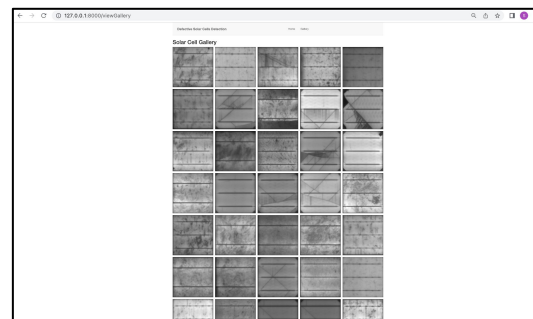 127.0.0.1:8000/viewGallery
Defective Solar Cells Detection
Home
Gallery
Solar Cell Gallery